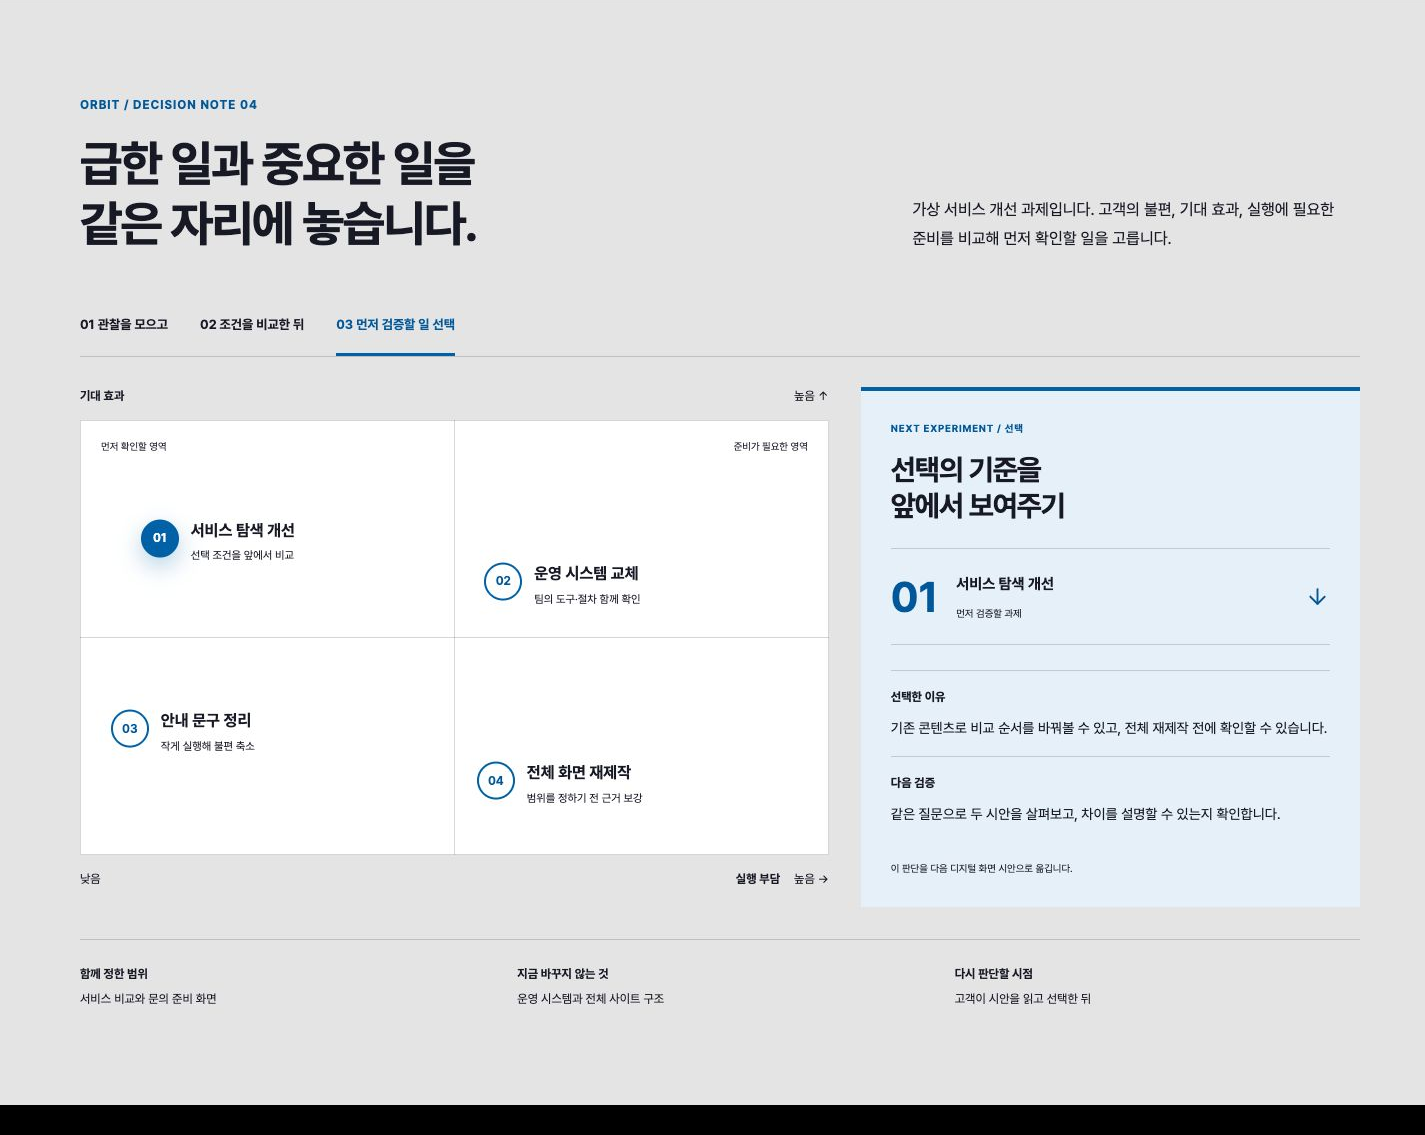 ORBIT / DECISION NOTE 04
급한 일과 중요한 일을
같은 자리에 놓습니다.
가상 서비스 개선 과제입니다. 고객의 불편, 기대 효과, 실행에 필요한
준비를 비교해 먼저 확인할 일을 고릅니다.
01 관찰을 모으고
02 조건을 비교한 뒤
03 먼저 검증할 일 선택
기대 효과
높음 ↑
먼저 확인할 영역
준비가 필요한 영역
01
서비스 탐색 개선
선택 조건을 앞에서 비교
02
운영 시스템 교체
팀의 도구·절차 함께 확인
03
안내 문구 정리
작게 실행해 불편 축소
04
전체 화면 재제작
범위를 정하기 전 근거 보강
낮음
실행 부담
높음 →
NEXT EXPERIMENT / 선택
선택의 기준을
앞에서 보여주기
01
서비스 탐색 개선
먼저 검증할 과제
↓
선택한 이유
기존 콘텐츠로 비교 순서를 바꿔볼 수 있고, 전체 재제작 전에 확인할 수 있습니다.
다음 검증
같은 질문으로 두 시안을 살펴보고, 차이를 설명할 수 있는지 확인합니다.
이 판단을 다음 디지털 화면 시안으로 옮깁니다.
함께 정한 범위
서비스 비교와 문의 준비 화면
지금 바꾸지 않는 것
운영 시스템과 전체 사이트 구조
다시 판단할 시점
고객이 시안을 읽고 선택한 뒤